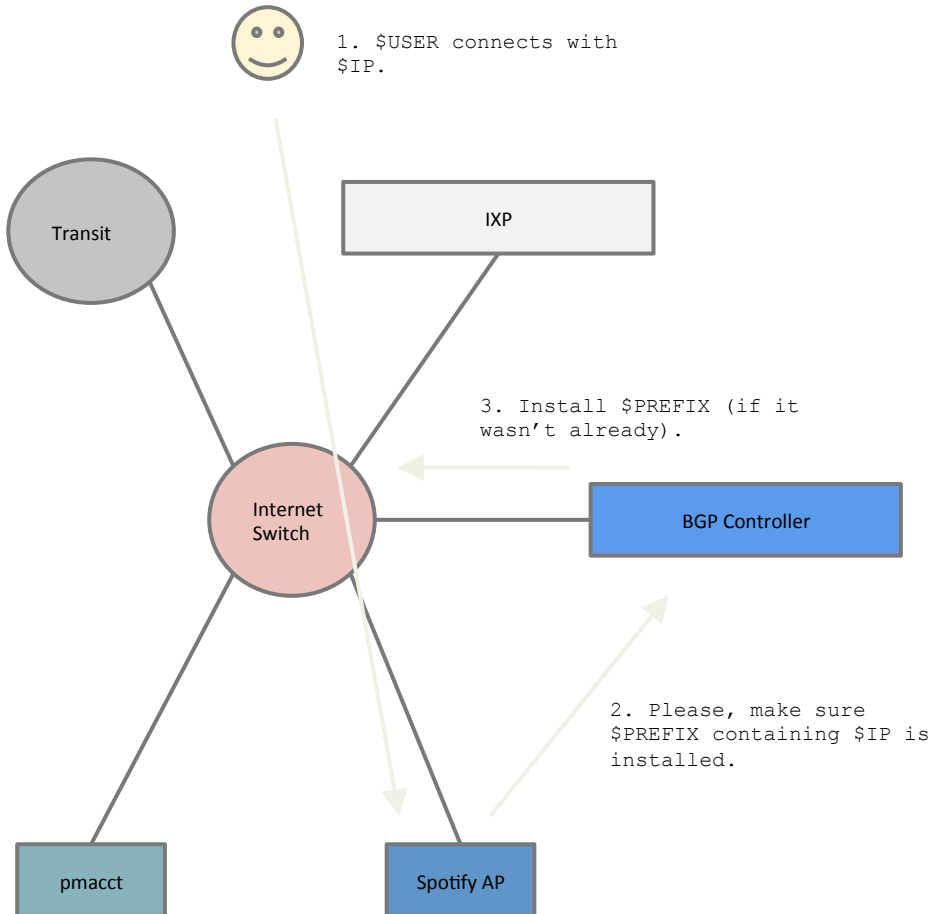 1. $USER connects with
$IP.
Transit
IXP
3. Install $PREFIX (if it
wasn’t already).
Internet
Switch
BGP Controller
2. Please, make sure
$PREFIX containing $IP is
installed.
pmacct
Spotify AP